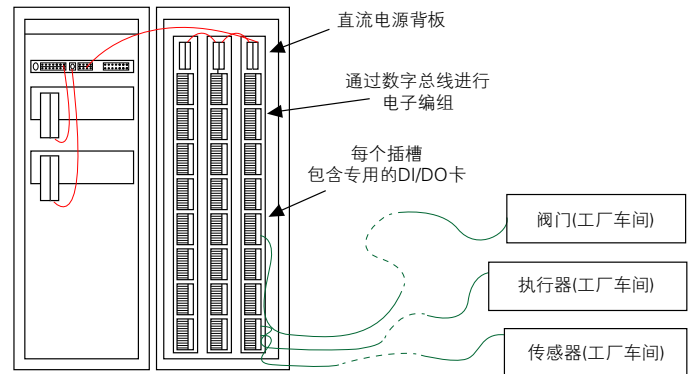 直流电源背板
通过数字总线进行
电子编组
每个插槽
包含专用的DI/DO卡
阀门(工厂车间)
执行器(工厂车间)
传感器(工厂车间)